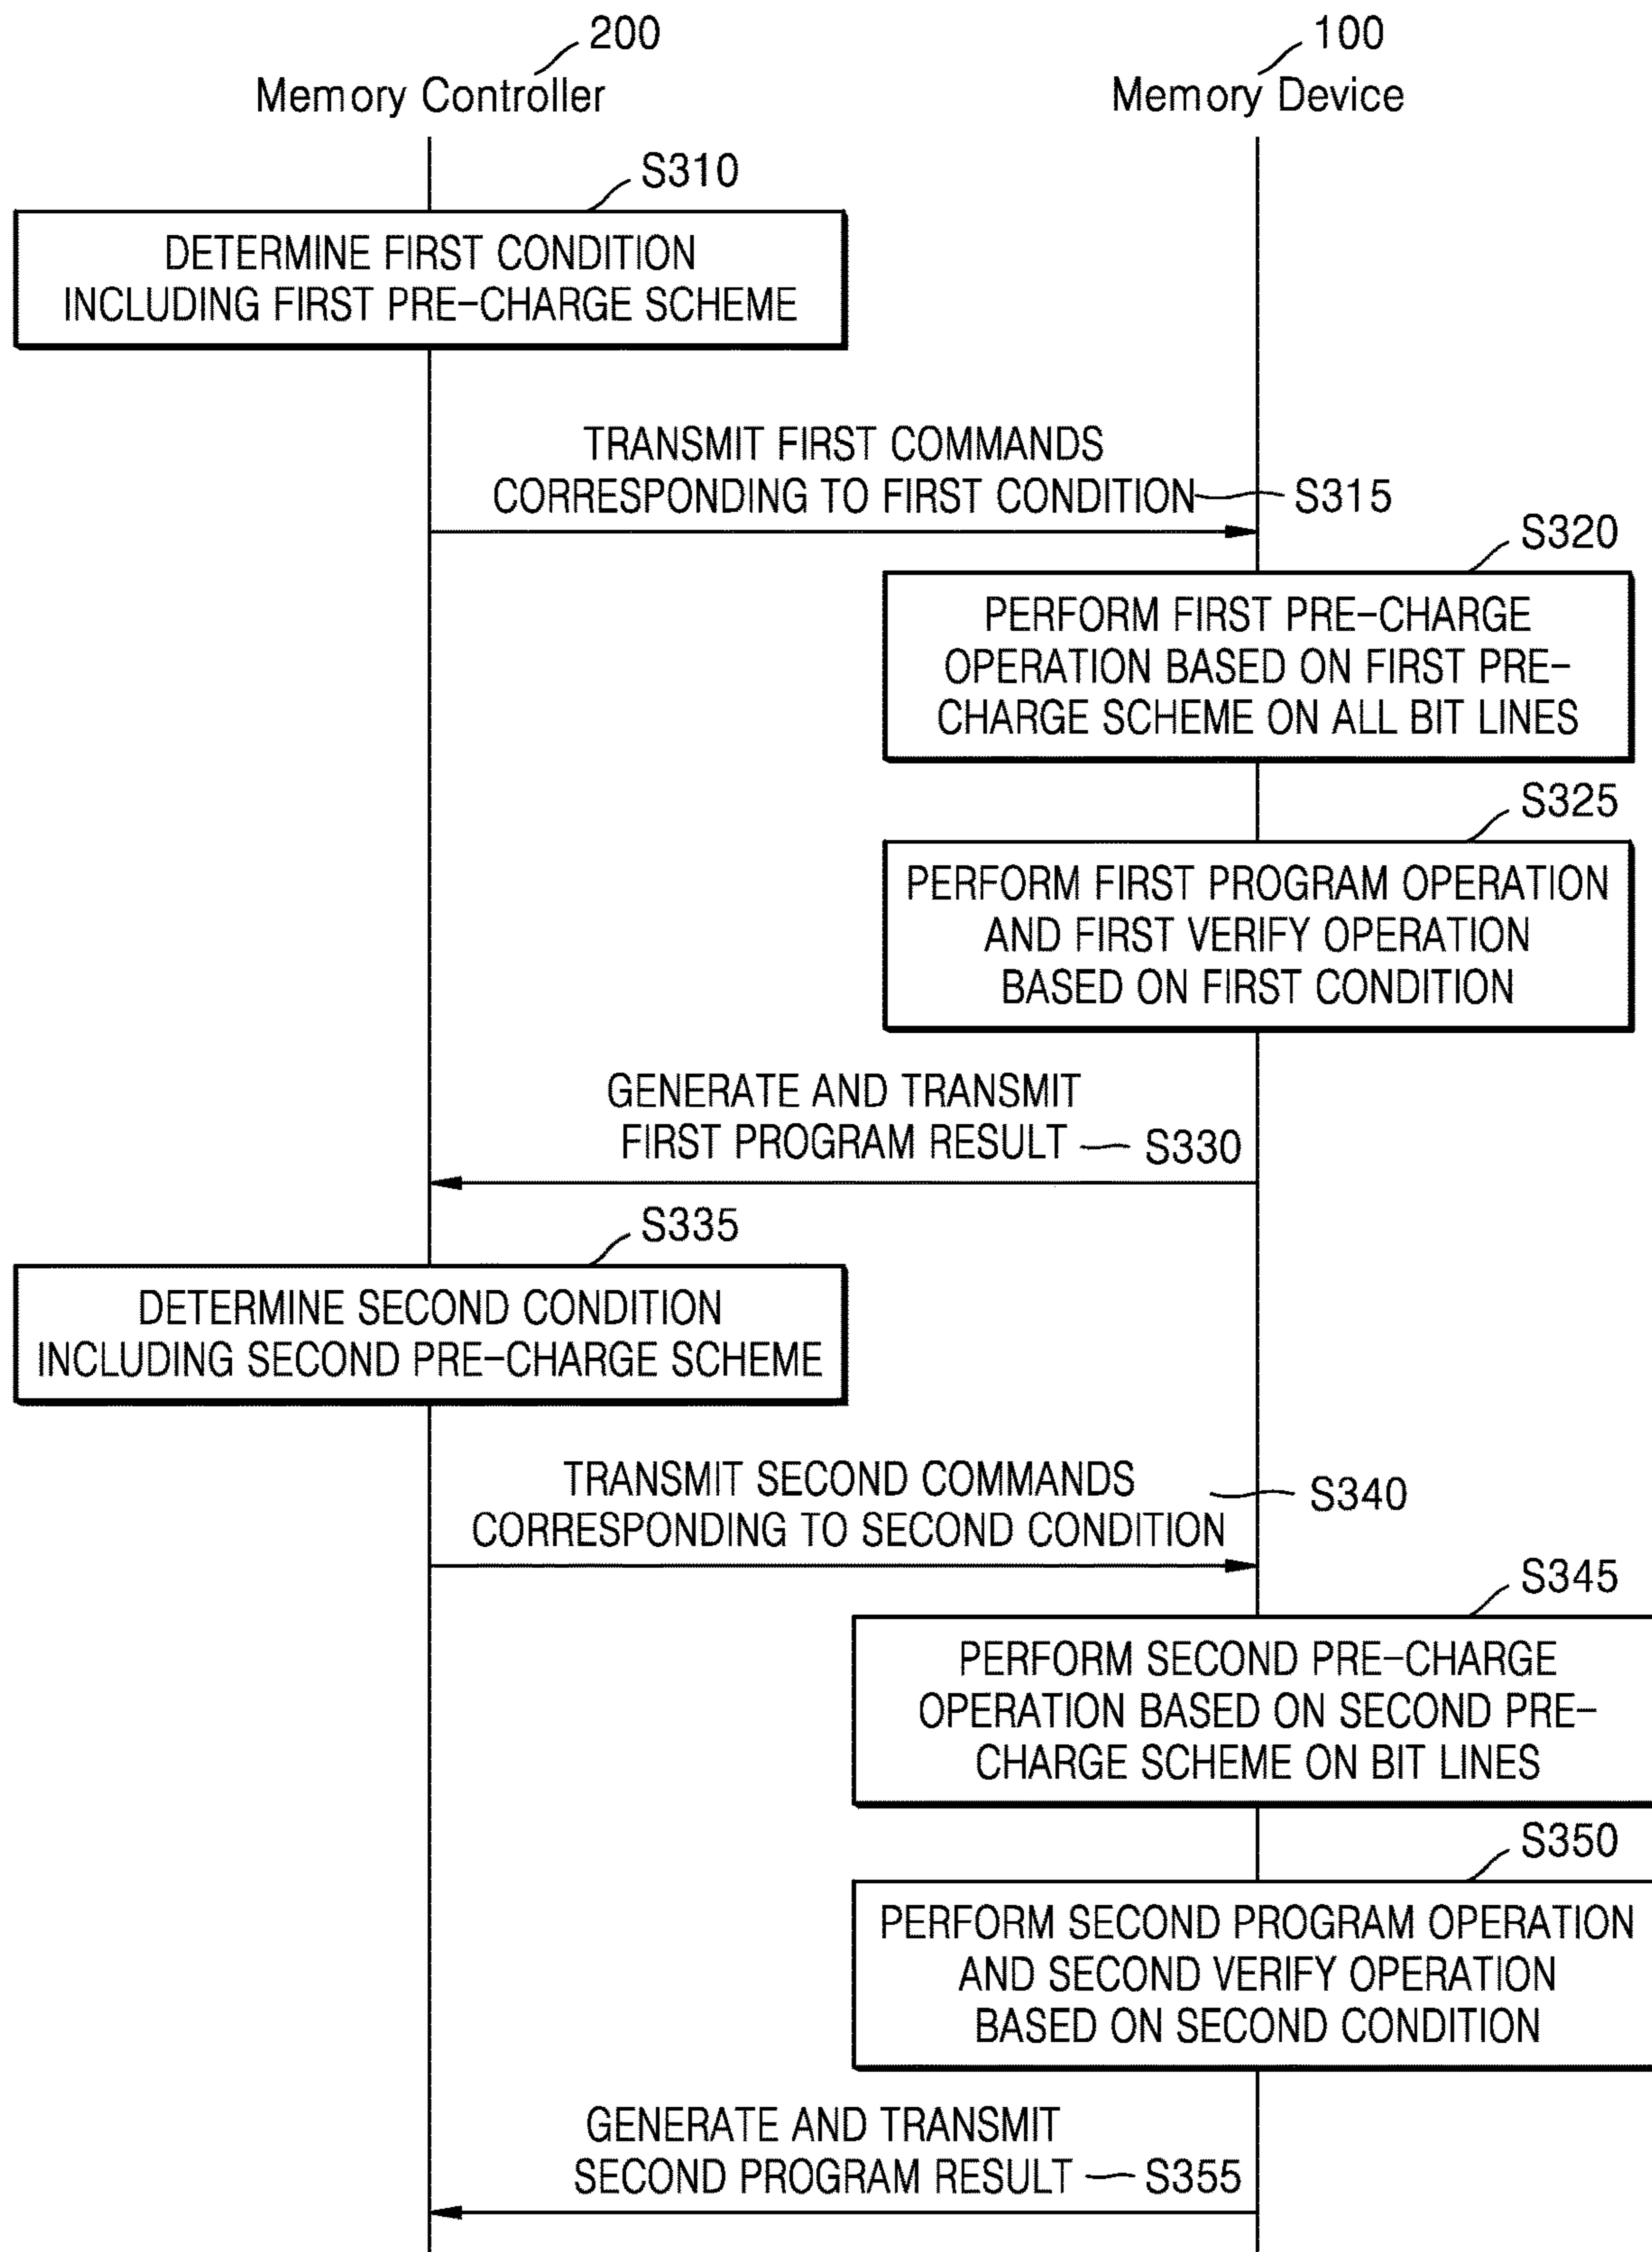 200
Memory Controller
100
Memory Device
S310
DETERMINE FIRST CONDITION
INCLUDING FIRST PRE-CHARGE SCHEME
TRANSMIT FIRST COMMANDS
CORRESPONDING TO FIRST CONDITION
S315
S320
PERFORM FIRST PRE-CHARGE
OPERATION BASED ON FIRST PRE-
CHARGE SCHEME ON ALL BIT LINES
S325
PERFORM FIRST PROGRAM OPERATION
AND FIRST VERIFY OPERATION
BASED ON FIRST CONDITION
GENERATE AND TRANSMIT
FIRST PROGRAM RESULT
S330
S335
DETERMINE SECOND CONDITION
INCLUDING SECOND PRE-CHARGE SCHEME
TRANSMIT SECOND COMMANDS
CORRESPONDING TO SECOND CONDITION
S340
S345
PERFORM SECOND PRE-CHARGE
OPERATION BASED ON SECOND PRE-
CHARGE SCHEME ON BIT LINES
S350
PERFORM SECOND PROGRAM OPERATION
AND SECOND VERIFY OPERATION
BASED ON SECOND CONDITION
GENERATE AND TRANSMIT
SECOND PROGRAM RESULT
S355